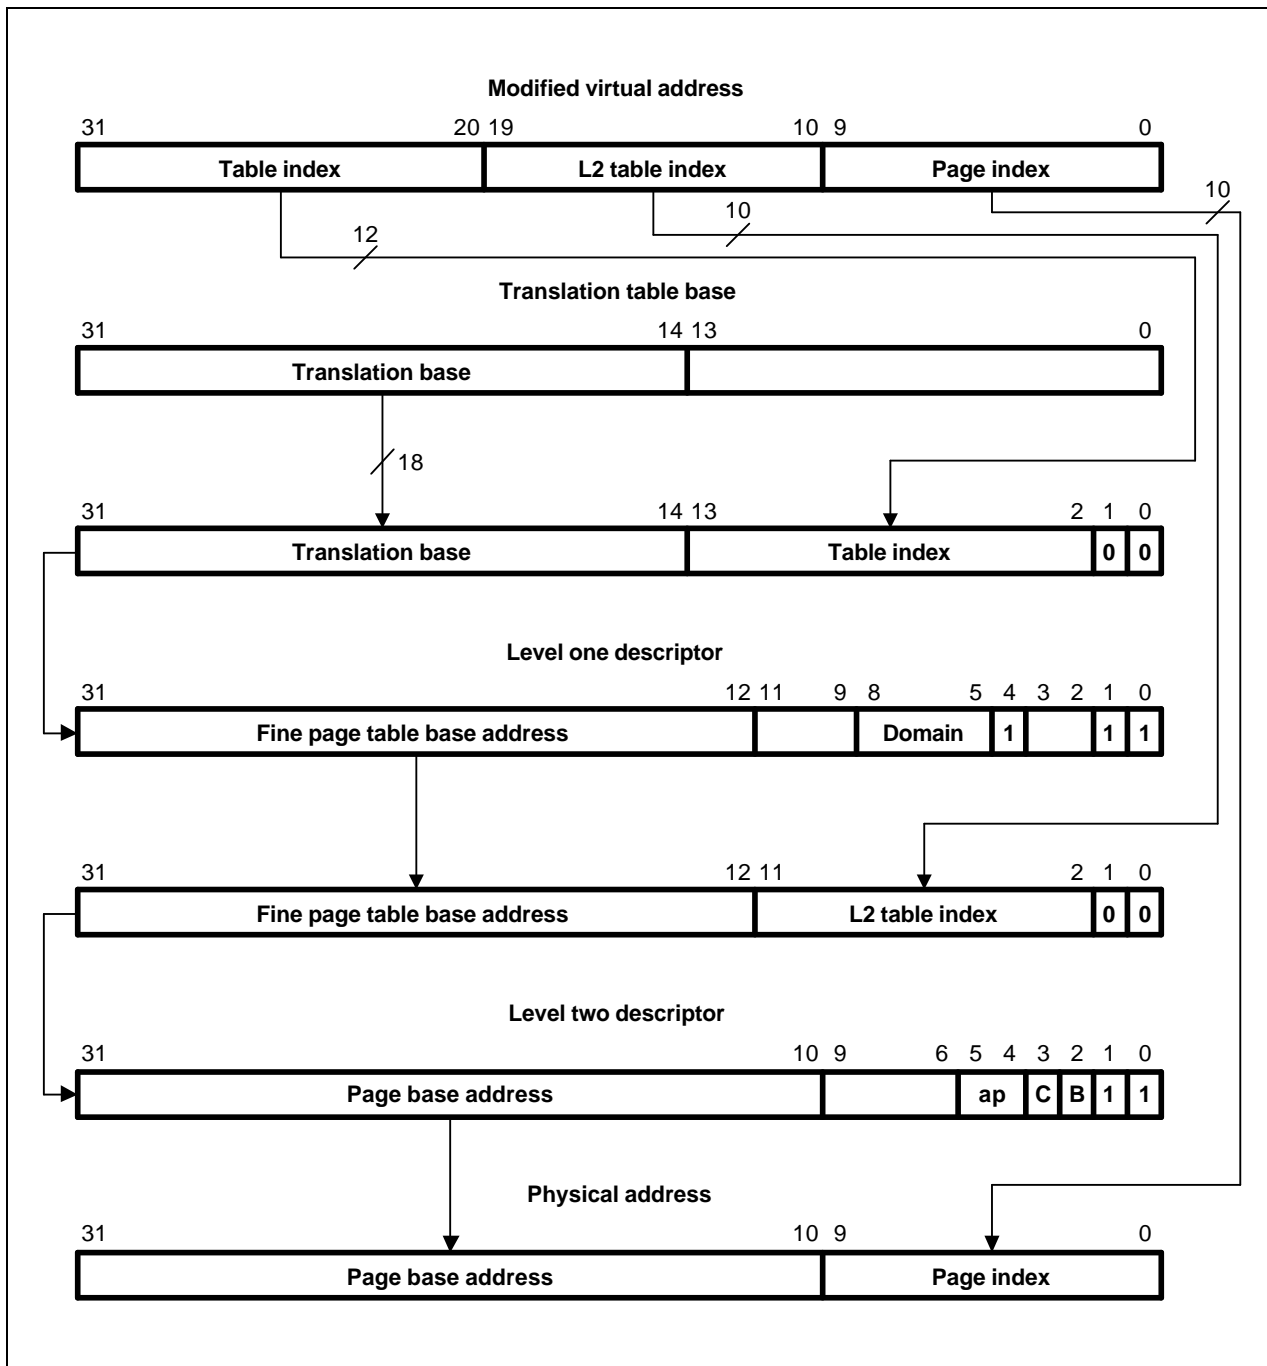 Modified virtual address
31 20 19 10 9 0
Table index L2 table index Page index
10
10
12
Translation table base
31 14 13 0
Translation base
18
31 14 13 2 1 0
Translation base Table index 0 0
Level one descriptor
31 12 11 9 8 5 4 3 2 1 0
Fine page table base address Domain 1 1 1
31 12 11 2 1 0
Fine page table base address L2 table index 0 0
Level two descriptor
31 10 9 6 5 4 3 2 1 0
Page base address ap C B 1 1
Physical address
31 10 9 0
Page base address Page index